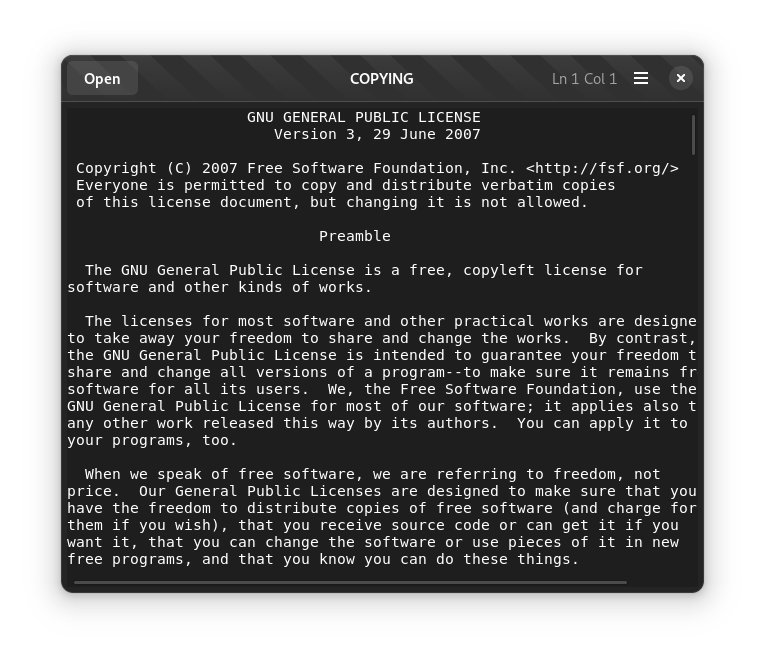 Open
COPYING
Ln 1 Col 1
GNU GENERAL PUBLIC LICENSE
Version 3, 29 June 2007
Copyright (C) 2007 Free Software Foundation, Inc. <http://fsf.org/>
Everyone is permitted to copy and distribute verbatim copies
of this license document, but changing it is not allowed.
Preamble
The GNU General Public License is a free, copyleft license for
software and other kinds of works.
The licenses for most software and other practical works are designe
to take away your freedom to share and change the works.  By contrast,
the GNU General Public License is intended to guarantee your freedom t
share and change all versions of a program--to make sure it remains fr
software for all its users.  We, the Free Software Foundation, use the
GNU General Public License for most of our software; it applies also t
any other work released this way by its authors.  You can apply it to
your programs, too.
When we speak of free software, we are referring to freedom, not
price.  Our General Public Licenses are designed to make sure that you
have the freedom to distribute copies of free software (and charge for
them if you wish), that you receive source code or can get it if you
want it, that you can change the software or use pieces of it in new
free programs, and that you know you can do these things.